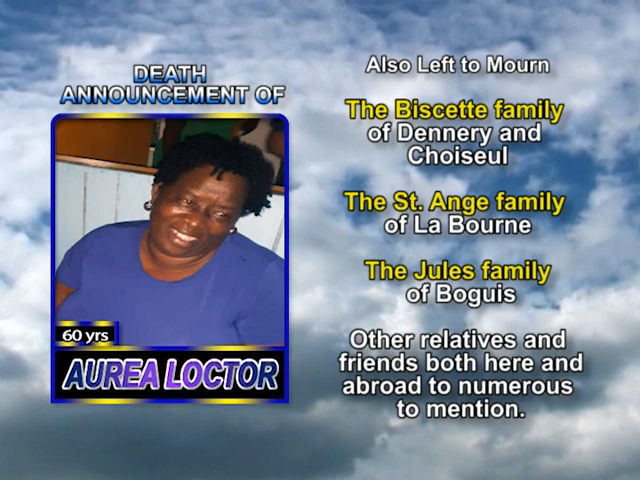 DEATH
ANNOUNCEMENT OF
60 yrs
AUREA LOCTOR
Also Left to Mourn
The Biscette family
of Dennery and
Choiseul
The St. Ange family
of La Bourne
The Jules family
of Boguis
Other relatives and
friends both here and
abroad to numerous
to mention.